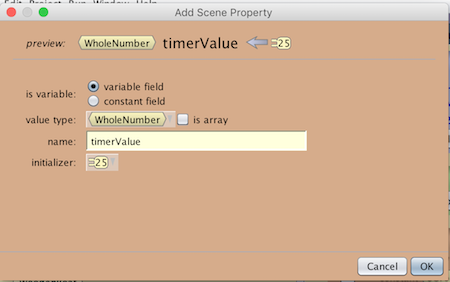 Edit Project Run Window Help
Add Scene Property
preview: WholeNumber timerValue =25
is variable: variable field
constant field
value type: WholeNumber is array
name: timerValue
initializer: =25
Cancel OK